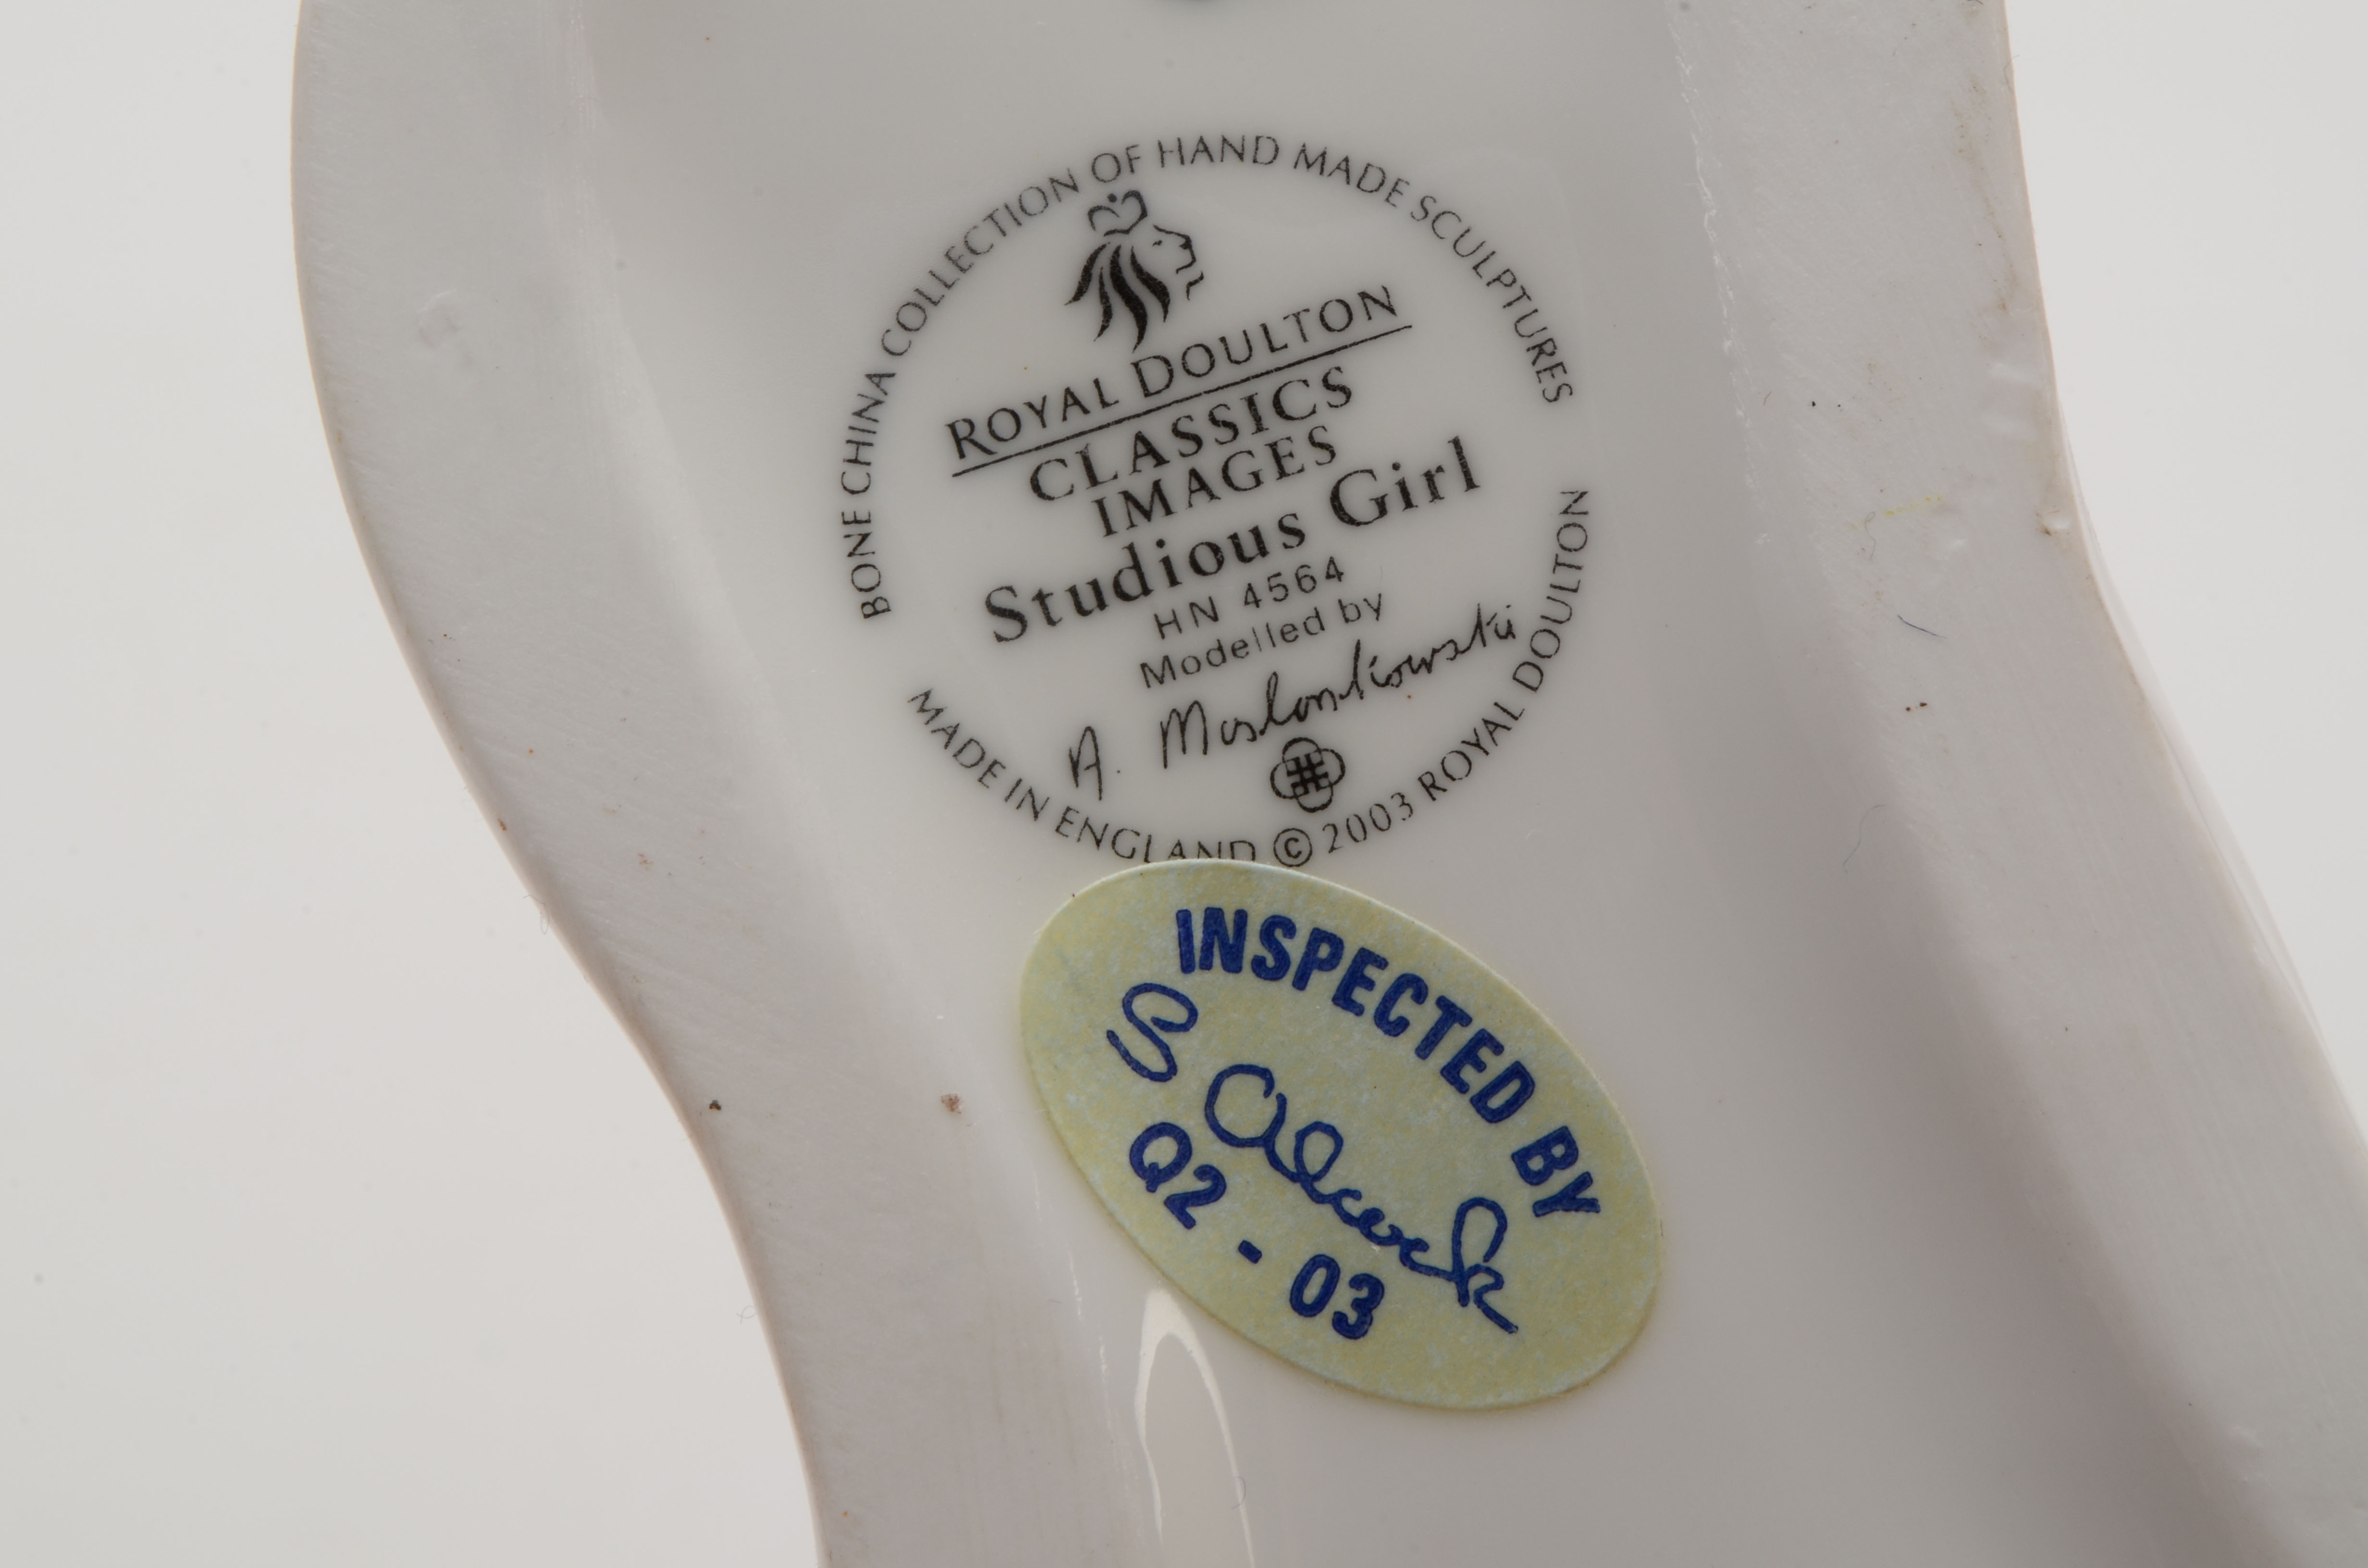 BONE CHINA COLLECTION OF HAND MADE SCULPTURES
ROYAL DOULTON
CLASSICS
IMAGES
Studious Girl
HN 4564
Modelled by
A. Maslankowski
MADE IN ENGLAND © 2003 ROYAL DOULTON
INSPECTED BY
S Alcock
Q2 - 03